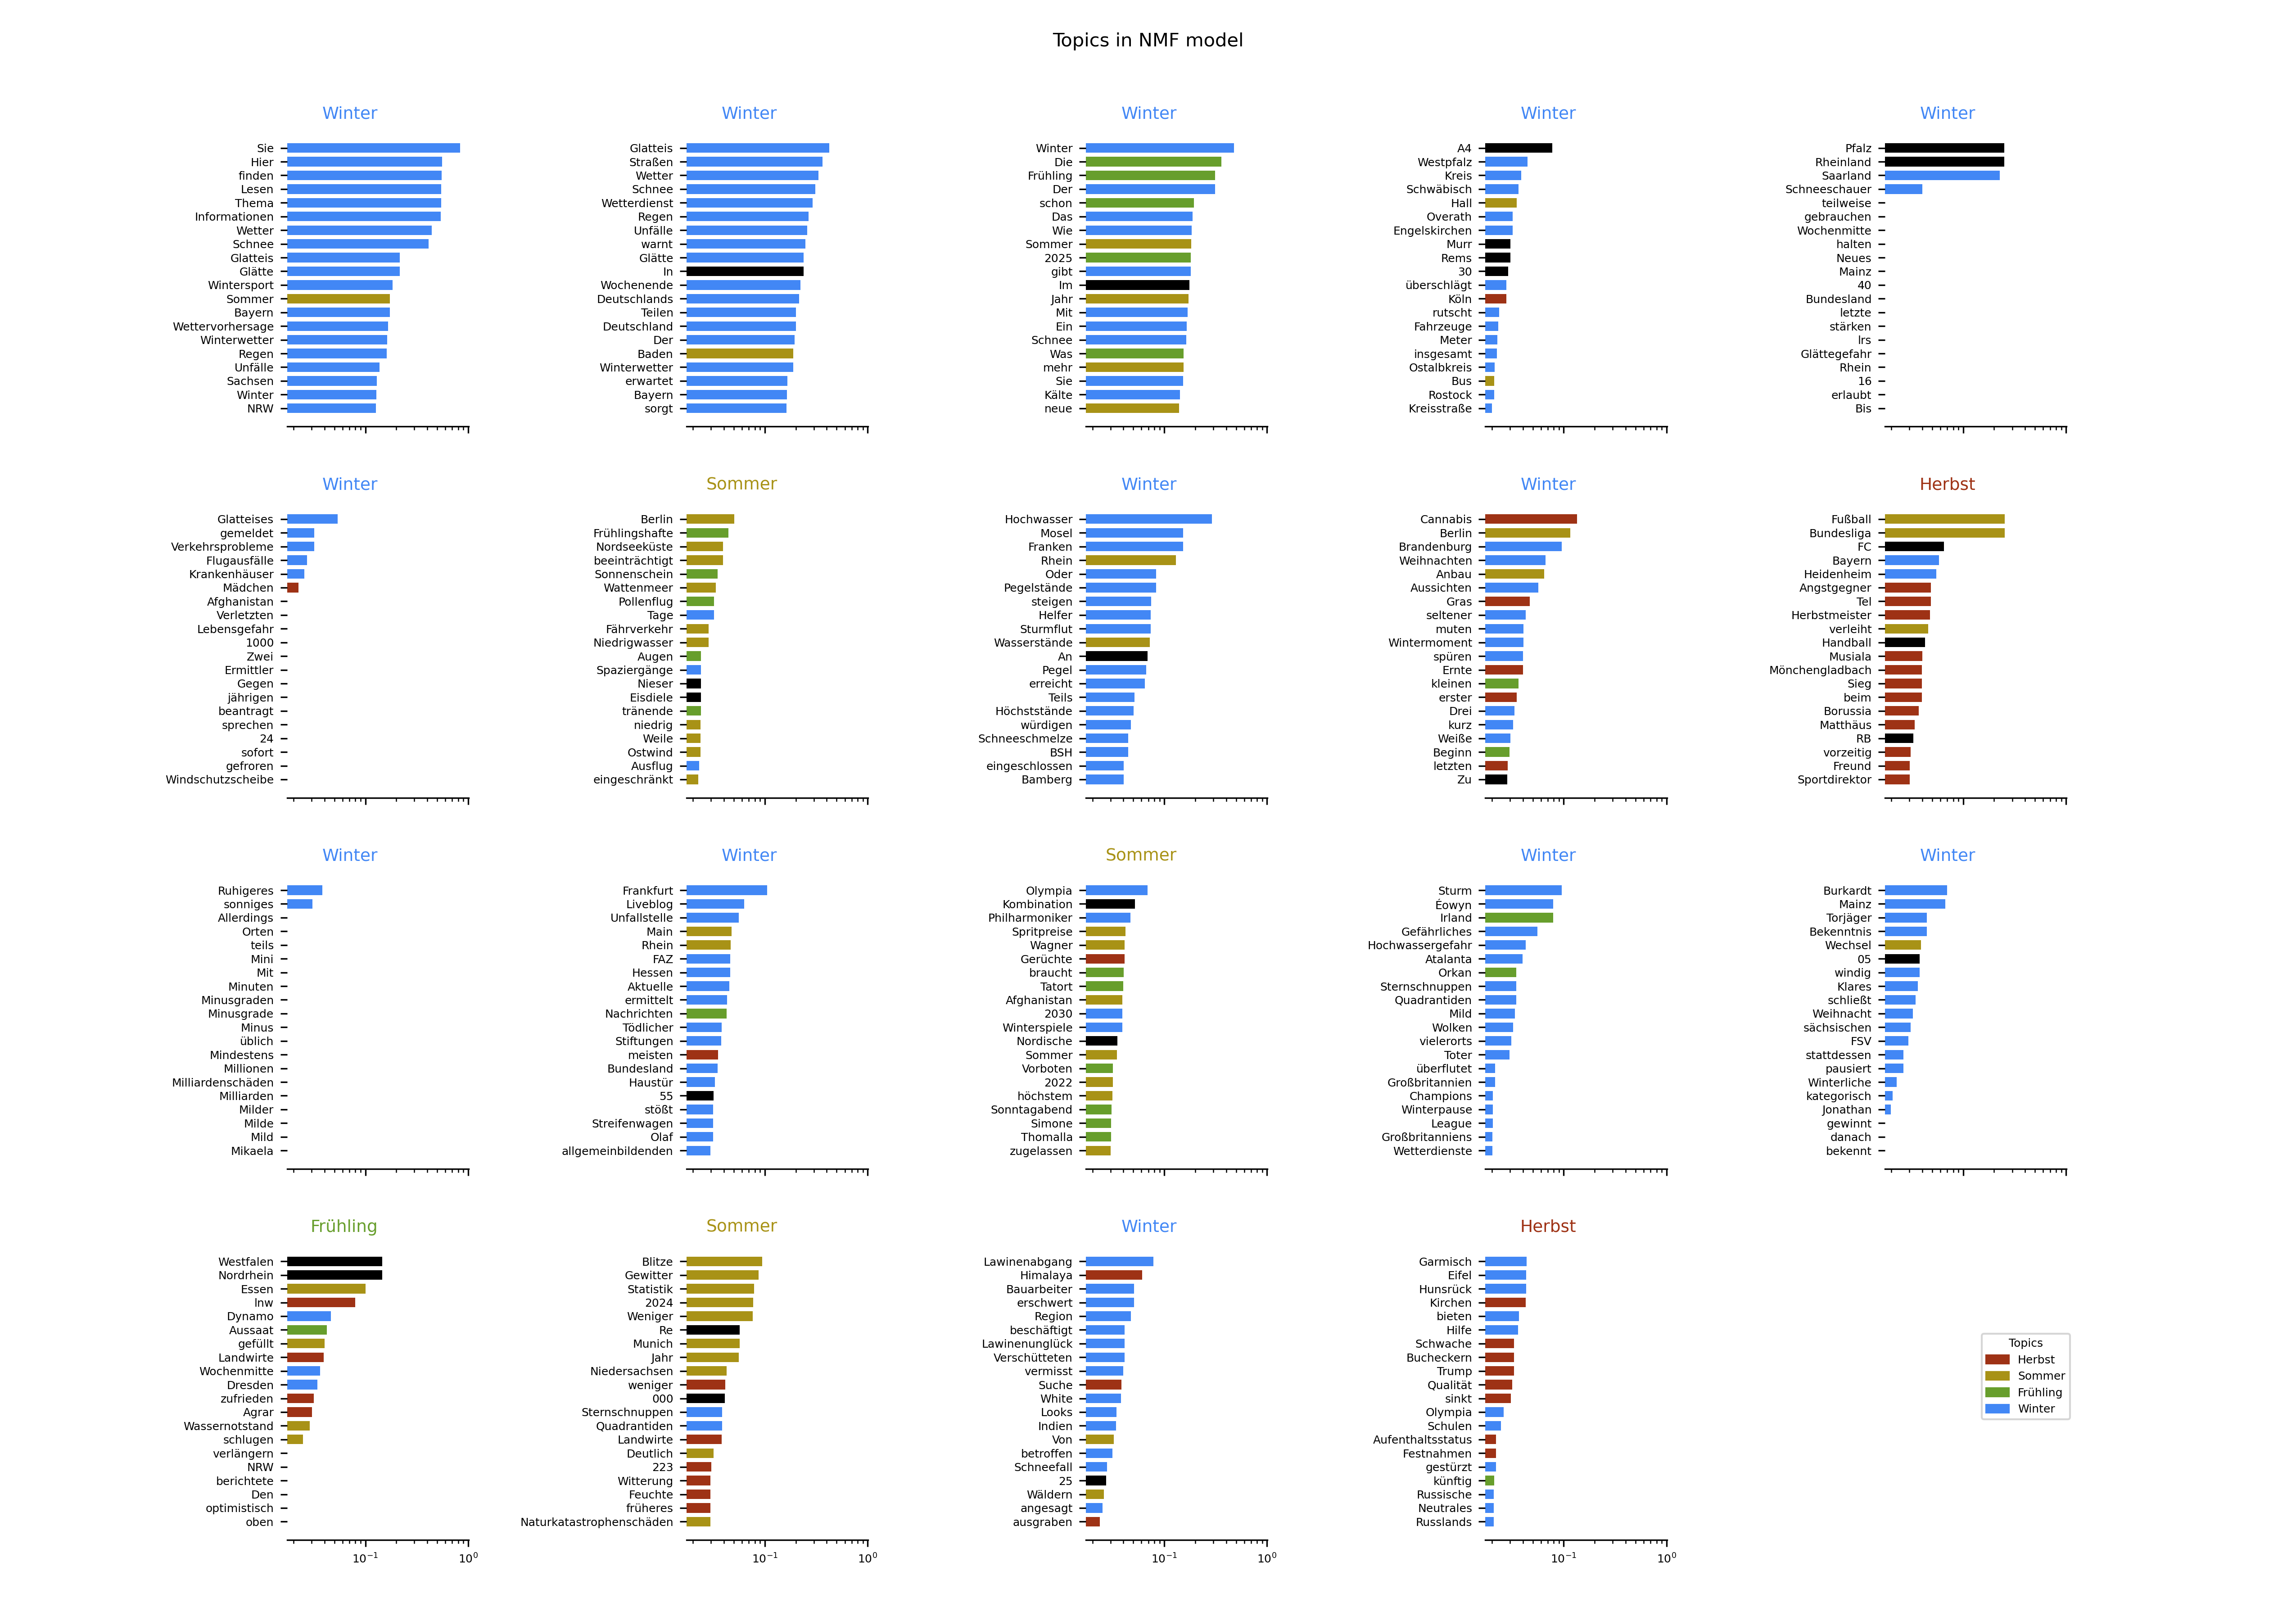 Topics in NMF model
Winter
Sie
Hier
finden
Lesen
Thema
Informationen
Wetter
Schnee
Glatteis
Glätte
Wintersport
Sommer
Bayern
Wettervorhersage
Winterwetter
Regen
Unfälle
Sachsen
Winter
NRW
Winter
Glatteis
Straßen
Wetter
Schnee
Wetterdienst
Regen
Unfälle
warnt
Glätte
In
Wochenende
Deutschlands
Teilen
Deutschland
Der
Baden
Winterwetter
erwartet
Bayern
sorgt
Winter
Winter
Die
Frühling
Der
schon
Das
Wie
Sommer
2025
gibt
Im
Jahr
Mit
Ein
Schnee
Was
mehr
Sie
Kälte
neue
Winter
A4
Westpfalz
Kreis
Schwäbisch
Hall
Overath
Engelskirchen
Murr
Rems
30
überschlägt
Köln
rutscht
Fahrzeuge
Meter
insgesamt
Ostalbkreis
Bus
Rostock
Kreisstraße
Winter
Pfalz
Rheinland
Saarland
Schneeschauer
teilweise
gebrauchen
Wochenmitte
halten
Neues
Mainz
40
Bundesland
letzte
stärken
lrs
Glättegefahr
Rhein
16
erlaubt
Bis
Winter
Glatteises
gemeldet
Verkehrsprobleme
Flugausfälle
Krankenhäuser
Mädchen
Afghanistan
Verletzten
Lebensgefahr
1000
Zwei
Ermittler
Gegen
jährigen
beantragt
sprechen
24
sofort
gefroren
Windschutzscheibe
Sommer
Berlin
Frühlingshafte
Nordseeküste
beeinträchtigt
Sonnenschein
Wattenmeer
Pollenflug
Tage
Fährverkehr
Niedrigwasser
Augen
Spaziergänge
Nieser
Eisdiele
tränende
niedrig
Weile
Ostwind
Ausflug
eingeschränkt
Winter
Hochwasser
Mosel
Franken
Rhein
Oder
Pegelstände
steigen
Helfer
Sturmflut
Wasserstände
An
Pegel
erreicht
Teils
Höchststände
würdigen
Schneeschmelze
BSH
eingeschlossen
Bamberg
Winter
Cannabis
Berlin
Brandenburg
Weihnachten
Anbau
Aussichten
Gras
seltener
muten
Wintermoment
spüren
Ernte
kleinen
erster
Drei
kurz
Weiße
Beginn
letzten
Zu
Herbst
Fußball
Bundesliga
FC
Bayern
Heidenheim
Angstgegner
Tel
Herbstmeister
verleiht
Handball
Musiala
Mönchengladbach
Sieg
beim
Borussia
Matthäus
RB
vorzeitig
Freund
Sportdirektor
Winter
Ruhigeres
sonniges
Allerdings
Orten
teils
Mini
Mit
Minuten
Minusgraden
Minusgrade
Minus
üblich
Mindestens
Millionen
Milliardenschäden
Milliarden
Milder
Milde
Mild
Mikaela
Winter
Frankfurt
Liveblog
Unfallstelle
Main
Rhein
FAZ
Hessen
Aktuelle
ermittelt
Nachrichten
Tödlicher
Stiftungen
meisten
Bundesland
Haustür
55
stößt
Streifenwagen
Olaf
allgemeinbildenden
Sommer
Olympia
Kombination
Philharmoniker
Spritpreise
Wagner
Gerüchte
braucht
Tatort
Afghanistan
2030
Winterspiele
Nordische
Sommer
Vorboten
2022
höchstem
Sonntagabend
Simone
Thomalla
zugelassen
Winter
Sturm
Éowyn
Irland
Gefährliches
Hochwassergefahr
Atalanta
Orkan
Sternschnuppen
Quadrantiden
Mild
Wolken
vielerorts
Toter
überflutet
Großbritannien
Champions
Winterpause
League
Großbritanniens
Wetterdienste
Winter
Burkardt
Mainz
Torjäger
Bekenntnis
Wechsel
05
windig
Klares
schließt
Weihnacht
sächsischen
FSV
stattdessen
pausiert
Winterliche
kategorisch
Jonathan
gewinnt
danach
bekennt
Frühling
Westfalen
Nordrhein
Essen
lnw
Dynamo
Aussaat
gefüllt
Landwirte
Wochenmitte
Dresden
zufrieden
Agrar
Wassernotstand
schlugen
verlängern
NRW
berichtete
Den
optimistisch
oben
10⁻¹ 10⁰
Sommer
Blitze
Gewitter
Statistik
2024
Weniger
Re
Munich
Jahr
Niedersachsen
weniger
000
Sternschnuppen
Quadrantiden
Landwirte
Deutlich
223
Witterung
Feuchte
früheres
Naturkatastrophenschäden
10⁻¹ 10⁰
Winter
Lawinenabgang
Himalaya
Bauarbeiter
erschwert
Region
beschäftigt
Lawinenunglück
Verschütteten
vermisst
Suche
White
Looks
Indien
Von
betroffen
Schneefall
25
Wäldern
angesagt
ausgraben
10⁻¹ 10⁰
Herbst
Garmisch
Eifel
Hunsrück
Kirchen
bieten
Hilfe
Schwache
Bucheckern
Trump
Qualität
sinkt
Olympia
Schulen
Aufenthaltsstatus
Festnahmen
gestürzt
künftig
Russische
Neutrales
Russlands
10⁻¹ 10⁰
Topics
Herbst
Sommer
Frühling
Winter